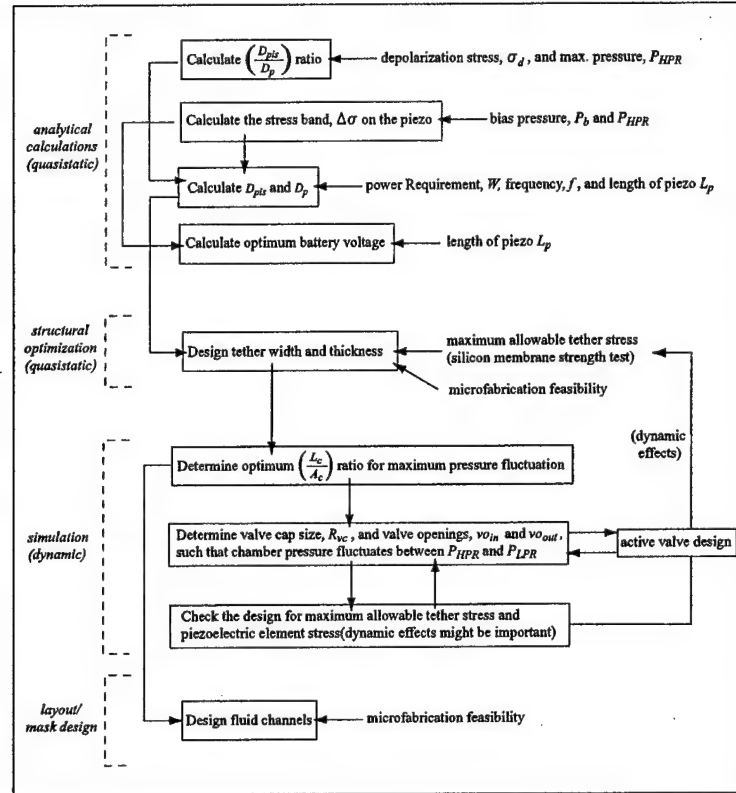 Calculate (D_pis/D_p) ratio
depolarization stress, σ_d, and max. pressure, P_HPR
analytical
calculations
(quasistatic)
Calculate the stress band, Δσ on the piezo
bias pressure, P_b and P_HPR
Calculate D_pis and D_p
power Requirement, W, frequency, f, and length of piezo L_p
Calculate optimum battery voltage
length of piezo L_p
structural
optimization
(quasistatic)
Design tether width and thickness
maximum allowable tether stress
(silicon membrane strength test)
microfabrication feasibility
(dynamic
effects)
simulation
(dynamic)
Determine optimum (L_c/A_c) ratio for maximum pressure fluctuation
Determine valve cap size, R_vc, and valve openings, vo_in and vo_out,
such that chamber pressure fluctuates between P_HPR and P_LPR
active valve design
Check the design for maximum allowable tether stress and
piezoelectric element stress(dynamic effects might be important)
layout/
mask design
Design fluid channels
microfabrication feasibility